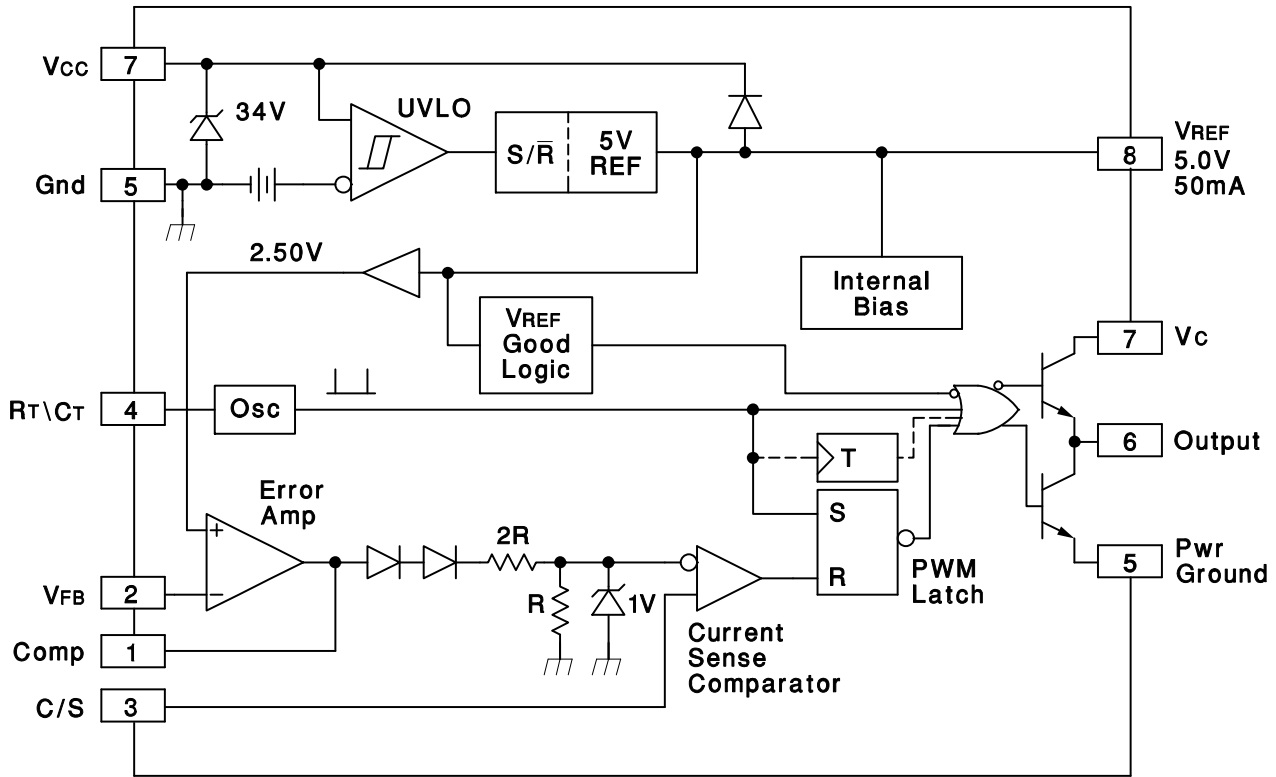 VCC
7
34V
UVLO
S/R̅
5V
REF
8
VREF
5.0V
50mA
Gnd
5
2.50V
Internal
Bias
VREF
Good
Logic
7
VC
RT\CT
4
Osc
T
6
Output
Error
Amp
+
−
S
R
PWM
Latch
2R
R
1V
5
Pwr
Ground
VFB
2
Comp
1
Current
Sense
Comparator
C/S
3